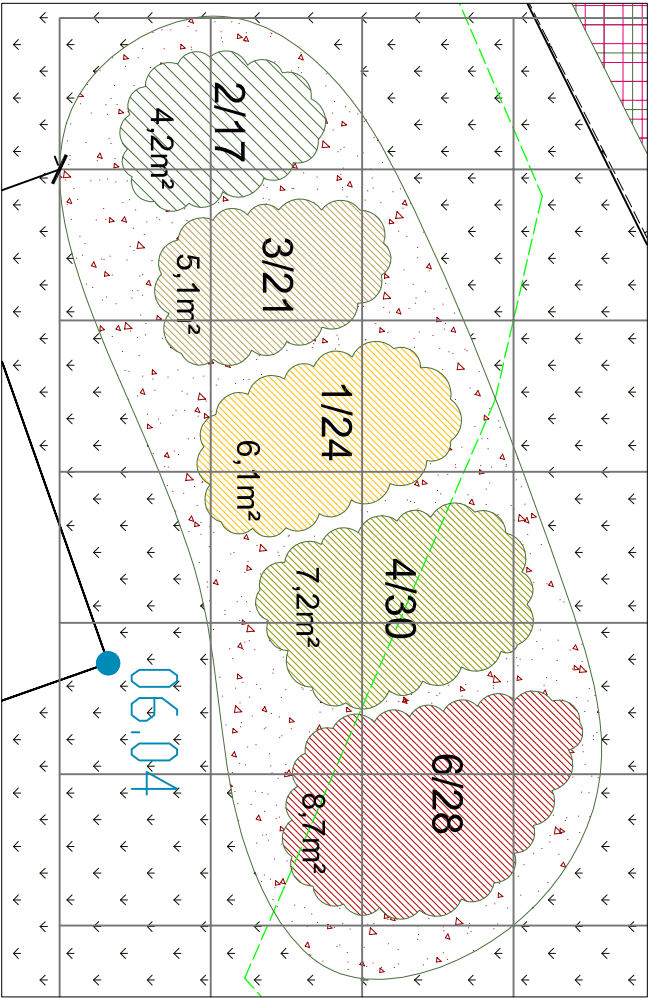 2/17
4,2m²
3/21
5,1m²
1/24
6,1m²
4/30
7,2m²
6/28
8,7m²
06.04